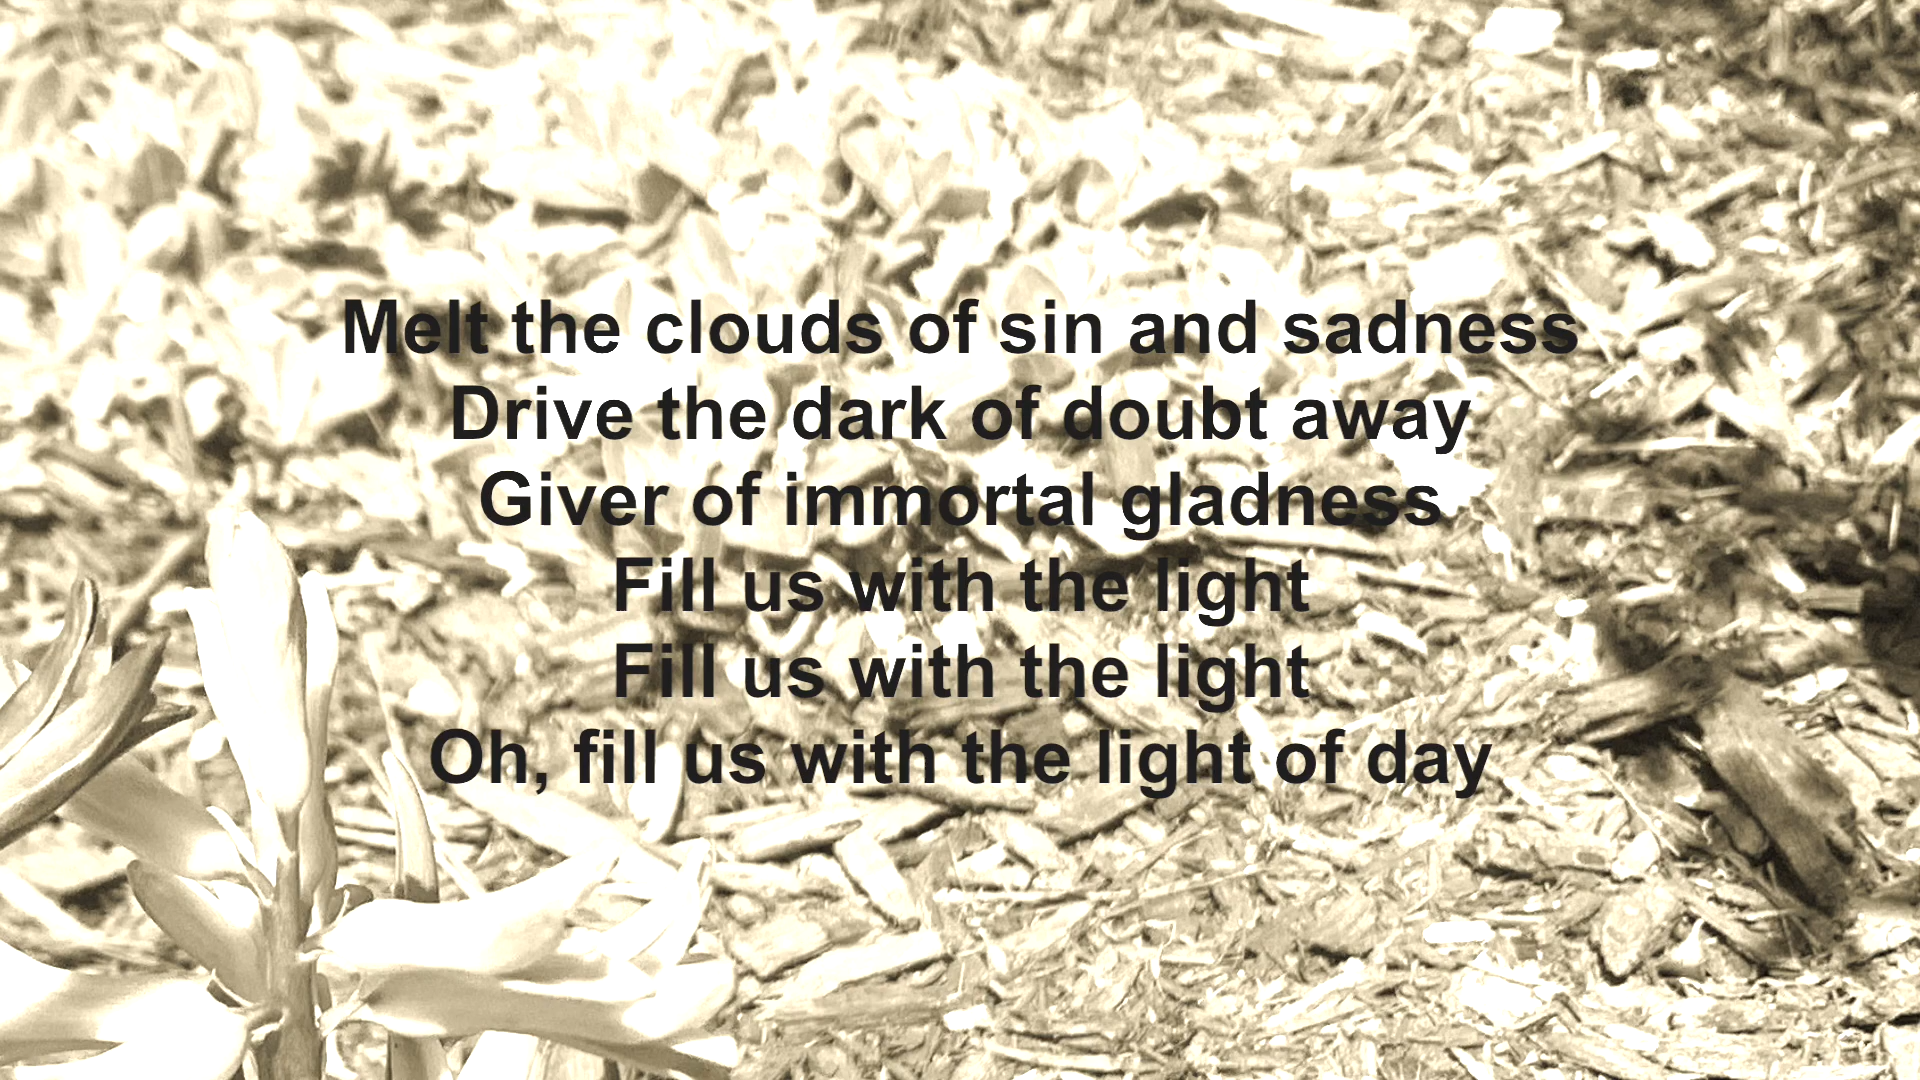 Melt the clouds of sin and sadness
Drive the dark of doubt away
Giver of immortal gladness
Fill us with the light
Fill us with the light
Oh, fill us with the light of day